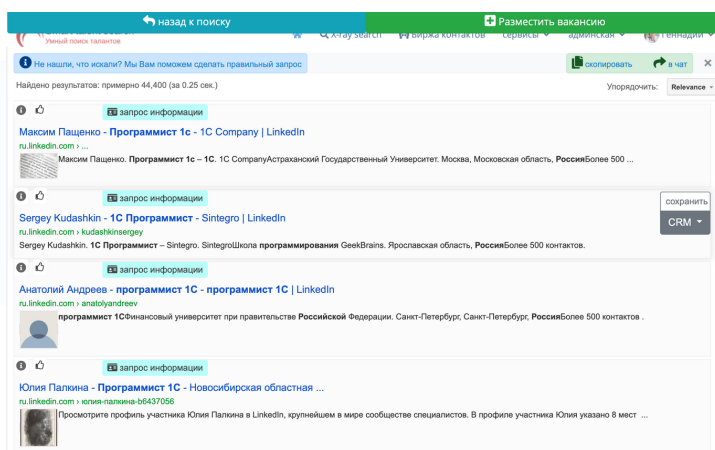 назад к поиску
Разместить вакансию
Умный поиск талантов
X-ray search
Биржа контактов
сервисы
админская
Геннадий
Не нашли, что искали? Мы Вам поможем сделать правильный запрос
скопировать
в чат
×
Найдено результатов: примерно 44,400 (за 0.25 сек.)
Упорядочить:
Relevance
запрос информации
Максим Пащенко - Программист 1с - 1C Company | LinkedIn
ru.linkedin.com › ...
Максим Пащенко. Программист 1с – 1С. 1C CompanyАстраханский Государственный Университет. Москва, Московская область, РоссияБолее 500 ...
запрос информации
сохранить
CRM
Sergey Kudashkin - 1С Программист - Sintegro | LinkedIn
ru.linkedin.com › kudashkinsergey
Sergey Kudashkin. 1С Программист – Sintegro. SintegroШкола программирования GeekBrains. Ярославская область, РоссияБолее 500 контактов.
запрос информации
Анатолий Андреев - программист 1С - программист 1С | LinkedIn
ru.linkedin.com › anatolyandreev
программист 1СФинансовый университет при правительстве Российской Федерации. Санкт-Петербург, Санкт-Петербург, РоссияБолее 500 контактов .
запрос информации
Юлия Палкина - Программист 1С - Новосибирская областная ...
ru.linkedin.com › юлия-палкина-b6437056
Просмотрите профиль участника Юлия Палкина в LinkedIn, крупнейшем в мире сообществе специалистов. В профиле участника Юлия указано 8 мест ...